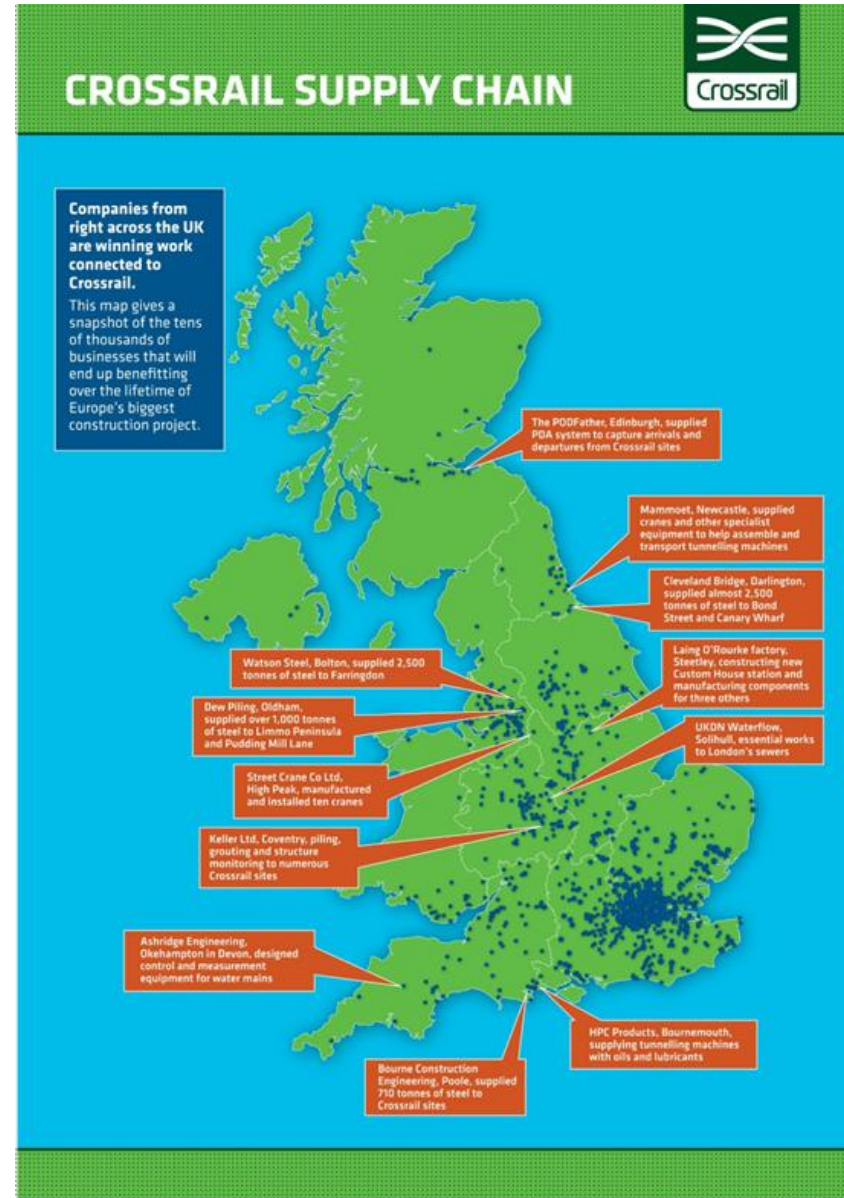 CROSSRAIL SUPPLY CHAIN
Crossrail
Companies from
right across the UK
are winning work
connected to
Crossrail.
This map gives a
snapshot of the tens
of thousands of
businesses that will
end up benefitting
over the lifetime of
Europe's biggest
construction project.
The PODFather, Edinburgh, supplied
PDA system to capture arrivals and
departures from Crossrail sites
Mammoet, Newcastle, supplied
cranes and other specialist
equipment to help assemble and
transport tunnelling machines
Cleveland Bridge, Darlington,
supplied almost 2,500
tonnes of steel to Bond
Street and Canary Wharf
Watson Steel, Bolton, supplied 2,500
tonnes of steel to Farringdon
Laing O'Rourke factory,
Steetley, constructing new
Custom House station and
manufacturing components
for three others
Dew Piling, Oldham,
supplied over 1,000 tonnes
of steel to Limmo Peninsula
and Pudding Mill Lane
UKDN Waterflow,
Solihull, essential works
to London's sewers
Street Crane Co Ltd,
High Peak, manufactured
and installed ten cranes
Keller Ltd, Coventry, piling,
grouting and structure
monitoring to numerous
Crossrail sites
Ashridge Engineering,
Okehampton in Devon, designed
control and measurement
equipment for water mains
HPC Products, Bournemouth,
supplying tunnelling machines
with oils and lubricants
Bourne Construction
Engineering, Poole, supplied
710 tonnes of steel to
Crossrail sites